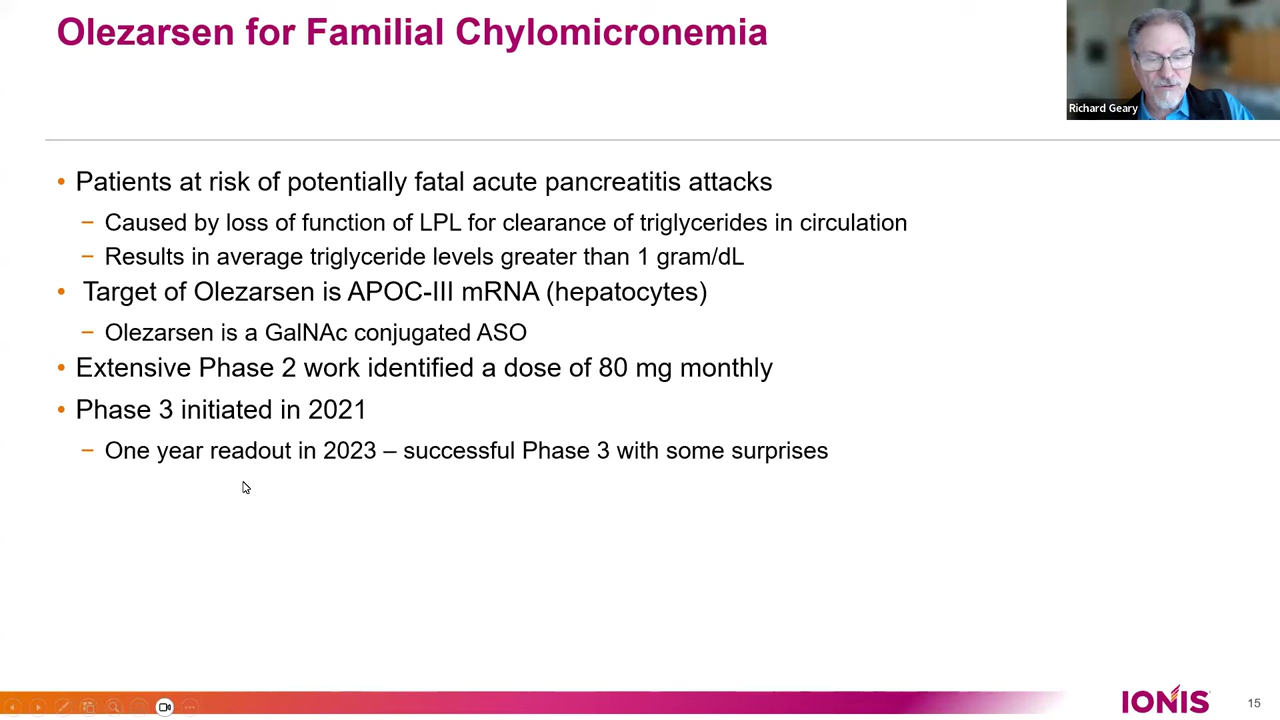 Olezarsen for Familial Chylomicronemia
Richard Geary
• Patients at risk of potentially fatal acute pancreatitis attacks
– Caused by loss of function of LPL for clearance of triglycerides in circulation
– Results in average triglyceride levels greater than 1 gram/dL
• Target of Olezarsen is APOC-III mRNA (hepatocytes)
– Olezarsen is a GalNAc conjugated ASO
• Extensive Phase 2 work identified a dose of 80 mg monthly
• Phase 3 initiated in 2021
– One year readout in 2023 – successful Phase 3 with some surprises
IONIS
15